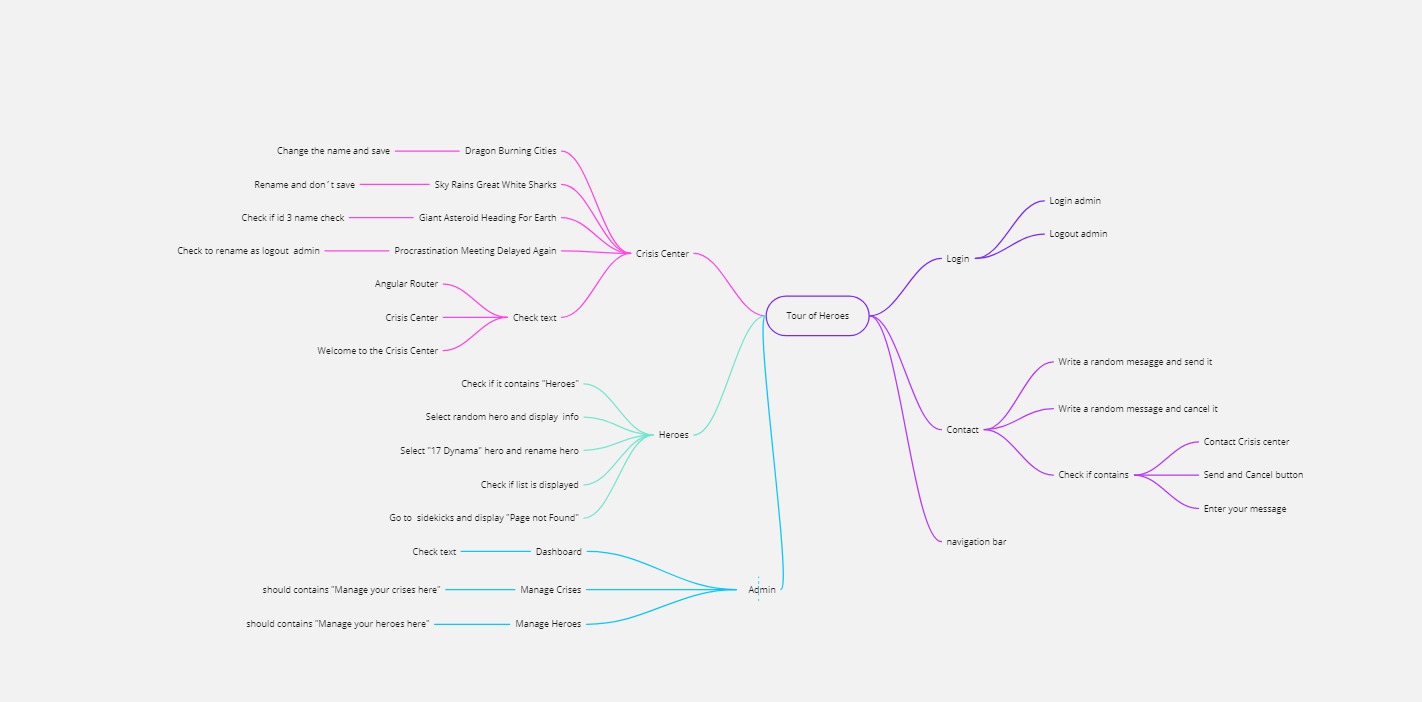 Tour of Heroes
Crisis Center
Dragon Burning Cities
Change the name and save
Sky Rains Great White Sharks
Rename and don´t save
Giant Asteroid Heading For Earth
Check if id 3 name check
Procrastination Meeting Delayed Again
Check to rename as logout  admin
Check text
Angular Router
Crisis Center
Welcome to the Crisis Center
Heroes
Check if it contains "Heroes"
Select random hero and display  info
Select "17 Dynama" hero and rename hero
Check if list is displayed
Go to  sidekicks and display "Page not Found"
Admin
Dashboard
Check text
Manage Crises
should contains "Manage your crises here"
Manage Heroes
should contains "Manage your heroes here"
Login
Login admin
Logout admin
Contact
Write a random mesagge and send it
Write a random message and cancel it
Check if contains
Contact Crisis center
Send and Cancel button
Enter your message
navigation bar